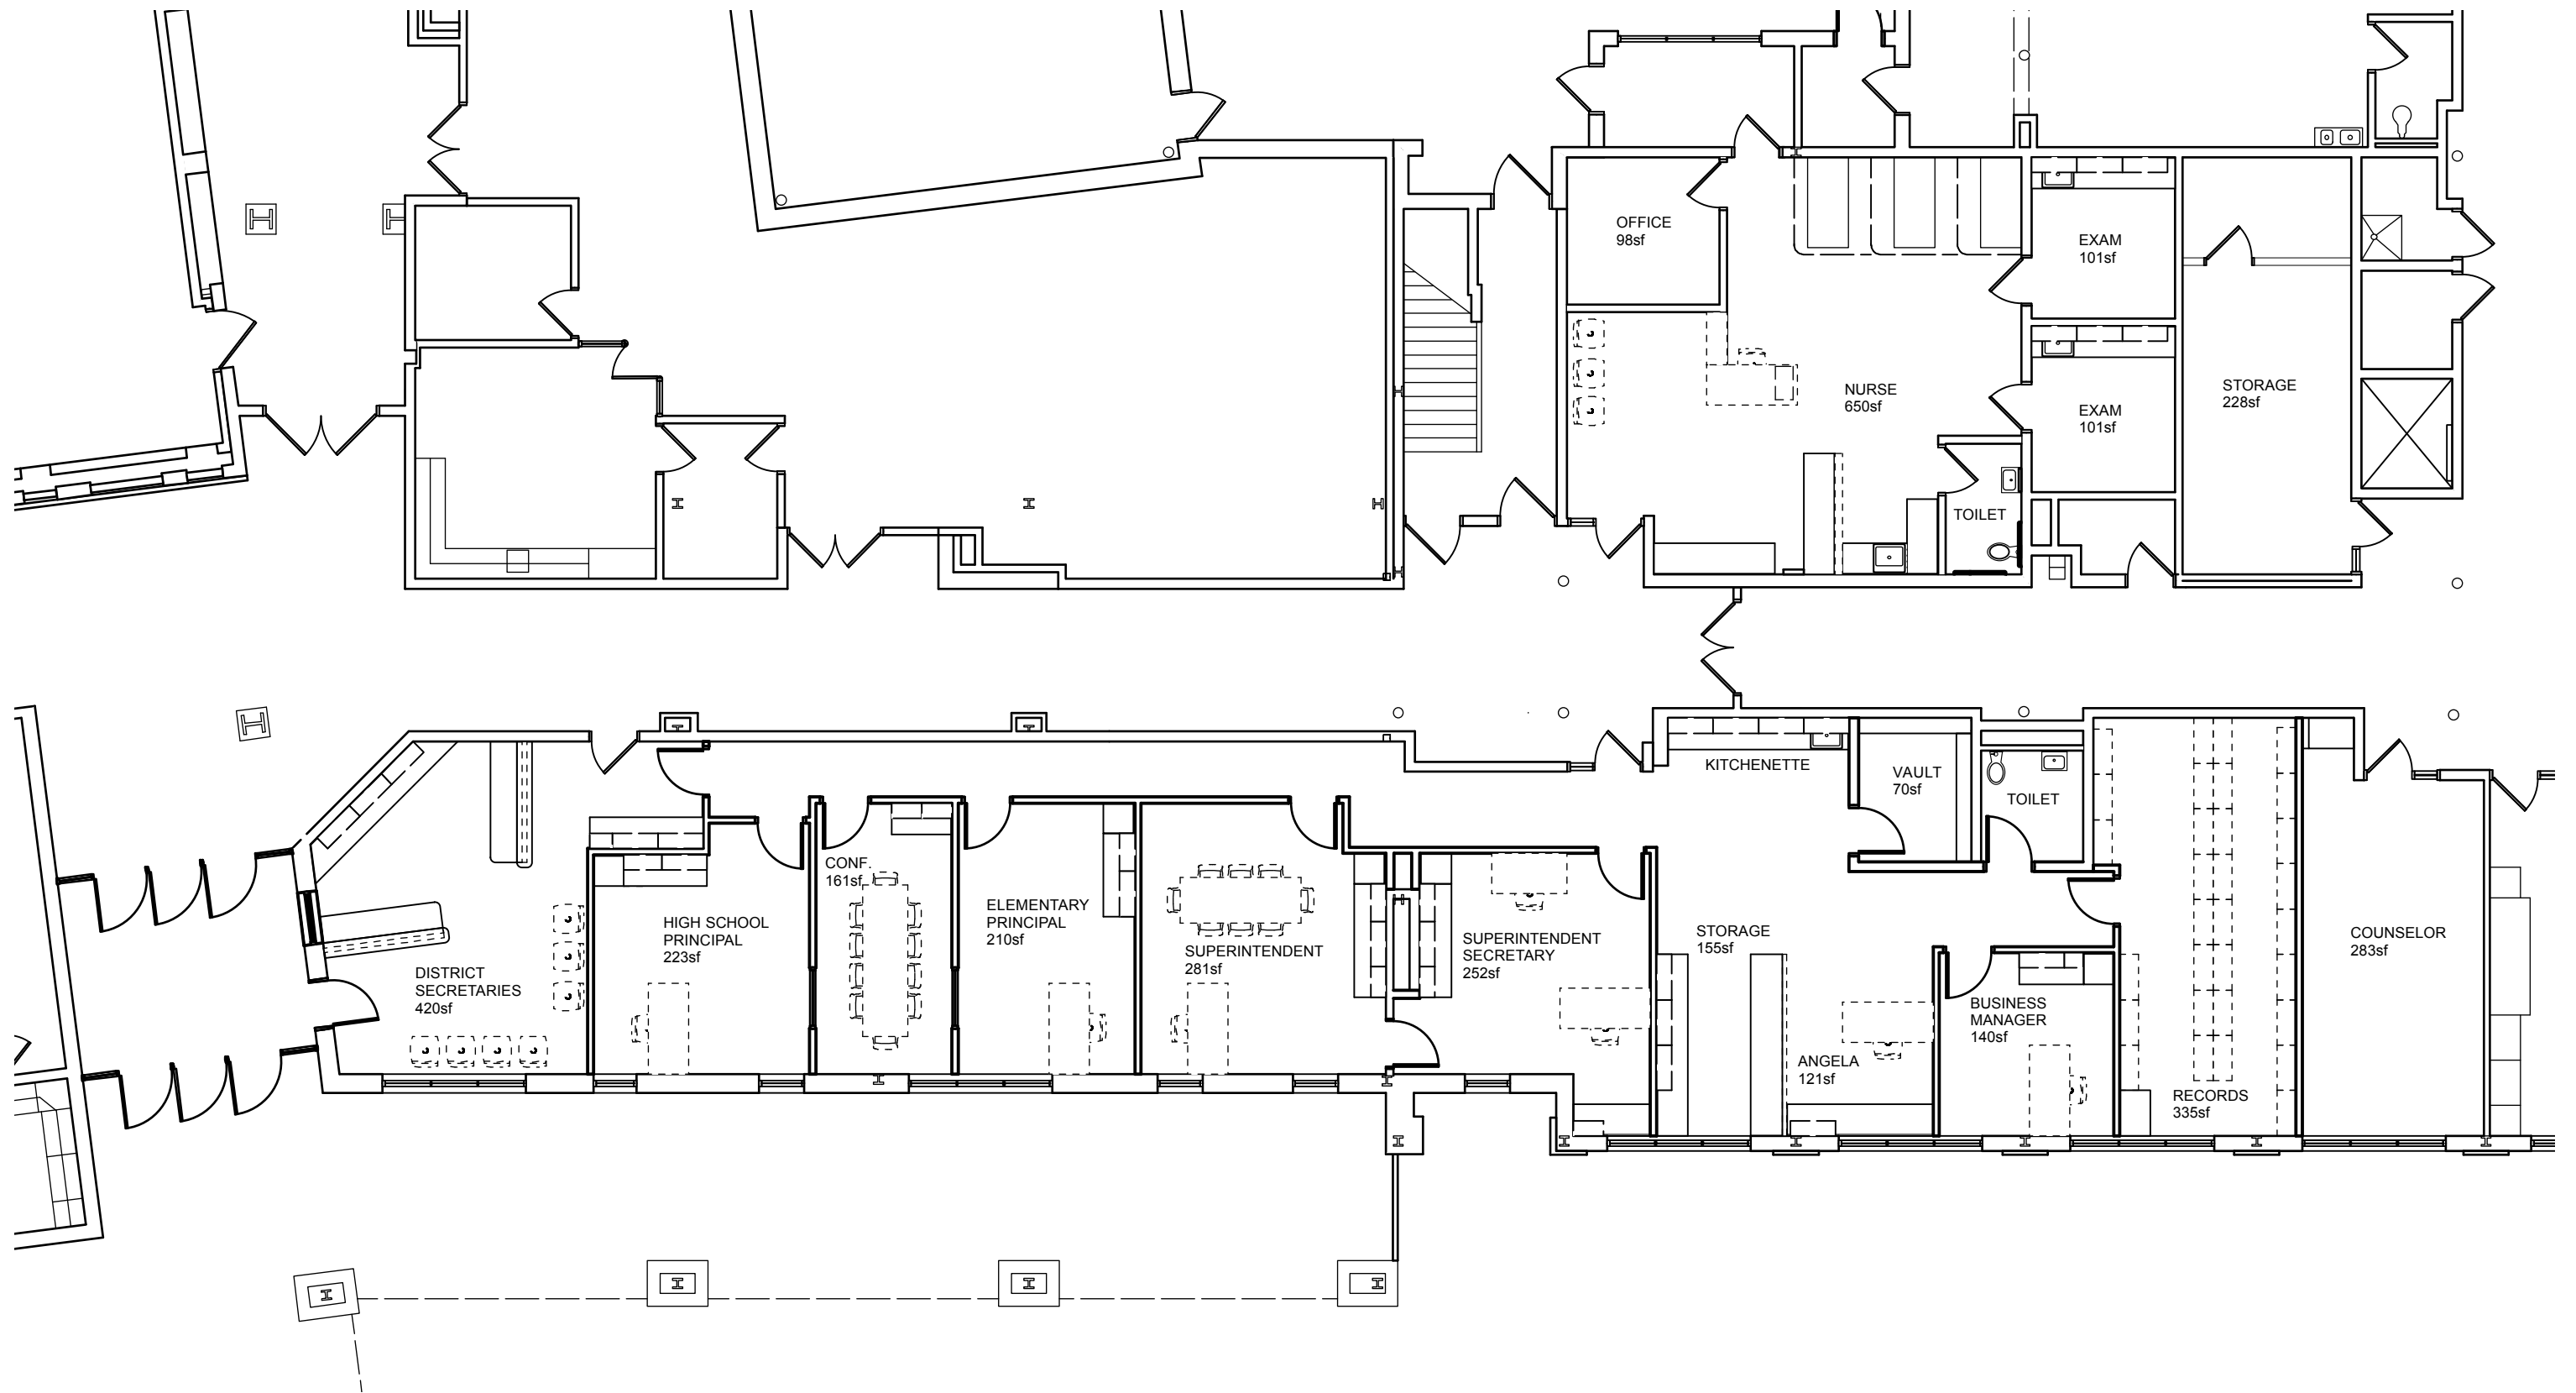 OFFICE
98sf
EXAM
101sf
NURSE
650sf
EXAM
101sf
STORAGE
228sf
TOILET
KITCHENETTE
VAULT
70sf
TOILET
CONF.
161sf
DISTRICT
SECRETARIES
420sf
HIGH SCHOOL
PRINCIPAL
223sf
ELEMENTARY
PRINCIPAL
210sf
SUPERINTENDENT
281sf
SUPERINTENDENT
SECRETARY
252sf
STORAGE
155sf
ANGELA
121sf
BUSINESS
MANAGER
140sf
RECORDS
335sf
COUNSELOR
283sf